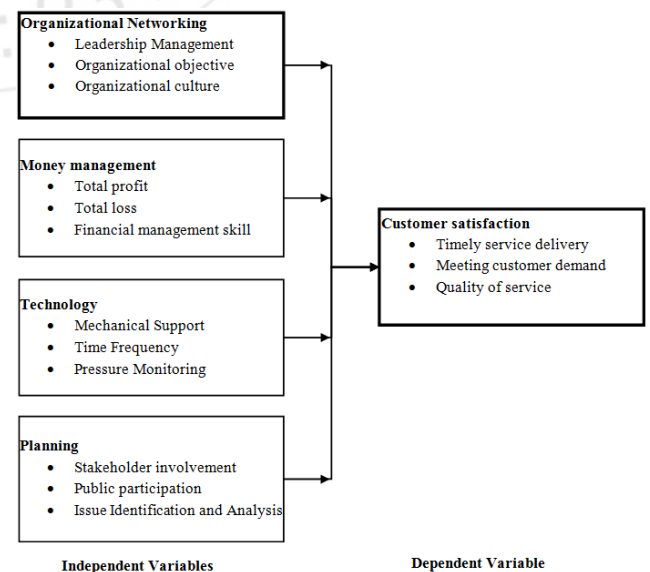 Organizational Networking
• Leadership Management
• Organizational objective
• Organizational culture
Money management
• Total profit
• Total loss
• Financial management skill
Technology
• Mechanical Support
• Time Frequency
• Pressure Monitoring
Planning
• Stakeholder involvement
• Public participation
• Issue Identification and Analysis
Independent Variables
Customer satisfaction
• Timely service delivery
• Meeting customer demand
• Quality of service
Dependent Variable